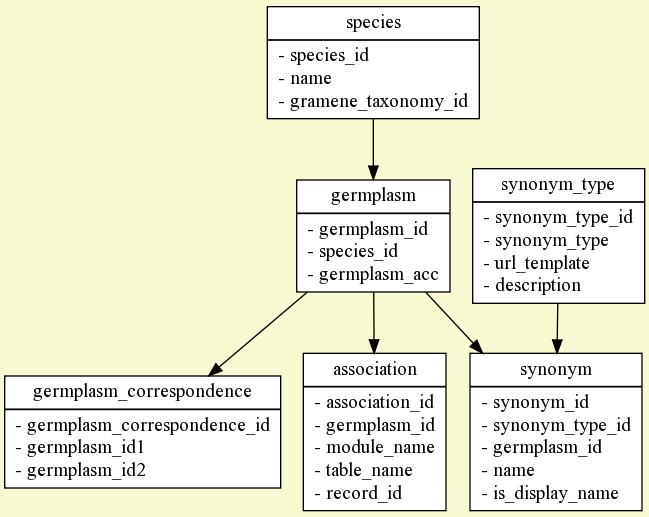 species
- species_id
- name
- gramene_taxonomy_id
germplasm
- germplasm_id
- species_id
- germplasm_acc
synonym_type
- synonym_type_id
- synonym_type
- url_template
- description
germplasm_correspondence
- germplasm_correspondence_id
- germplasm_id1
- germplasm_id2
association
- association_id
- germplasm_id
- module_name
- table_name
- record_id
synonym
- synonym_id
- synonym_type_id
- germplasm_id
- name
- is_display_name